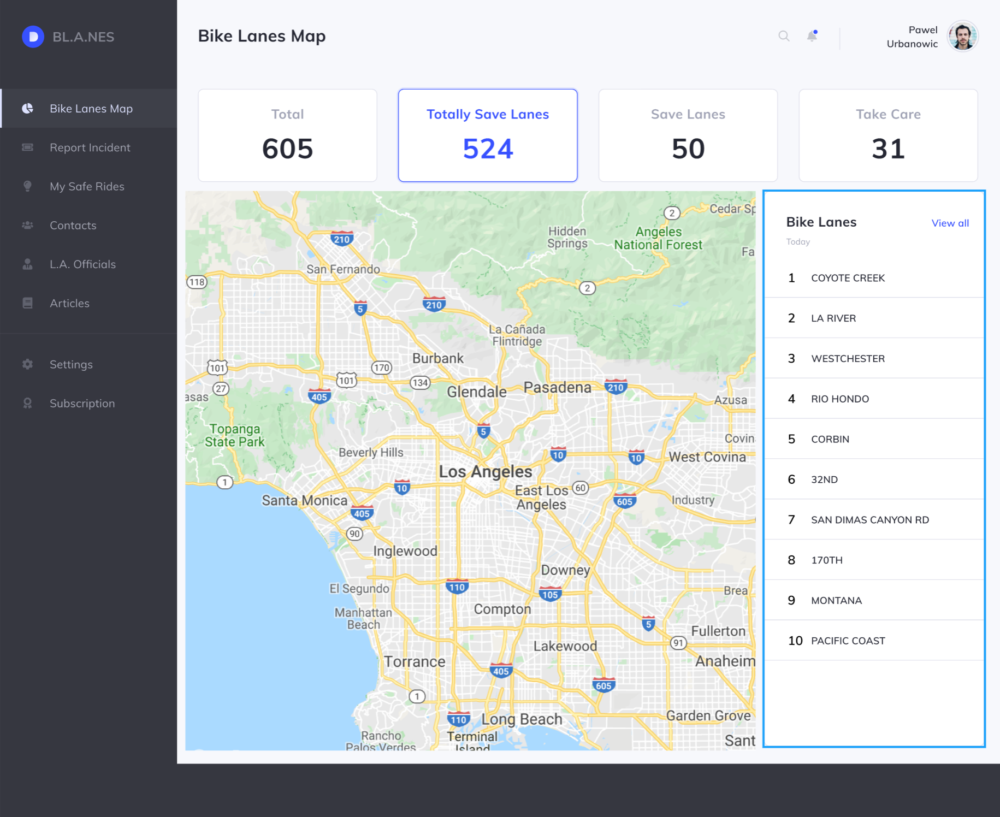 BL.A.NES
Bike Lanes Map
Report Incident
My Safe Rides
Contacts
L.A. Officials
Articles
Settings
Subscription
Bike Lanes Map
Pawel
Urbanowic
Total
605
Totally Save Lanes
524
Save Lanes
50
Take Care
31
2
Cedar Sp
Hidden
Springs
Angeles
National Forest
210
Fa
San Fernando
118
2
5
210
La Cañada
Flintridge
Burbank
101
170
101
134
27
asas
405
Glendale
Pasadena
210
Azusa
Topanga
State Park
5
Covin
Beverly Hills
10
10
West Covina
Los Angeles
1
10
East Los
Angeles
60
Santa Monica
605
Industry
405
90
Inglewood
Downey
El Segundo
110
105
Brea
Manhattan
Beach
Compton
5
Fullerton
Lakewood
91
Torrance
Anaheim
405
605
1
Garden Grove
110
Long Beach
Rancho
Palos Verdes
Terminal
Island
Sant
Bike Lanes
View all
Today
1 COYOTE CREEK
2 LA RIVER
3 WESTCHESTER
4 RIO HONDO
5 CORBIN
6 32ND
7 SAN DIMAS CANYON RD
8 170TH
9 MONTANA
10 PACIFIC COAST